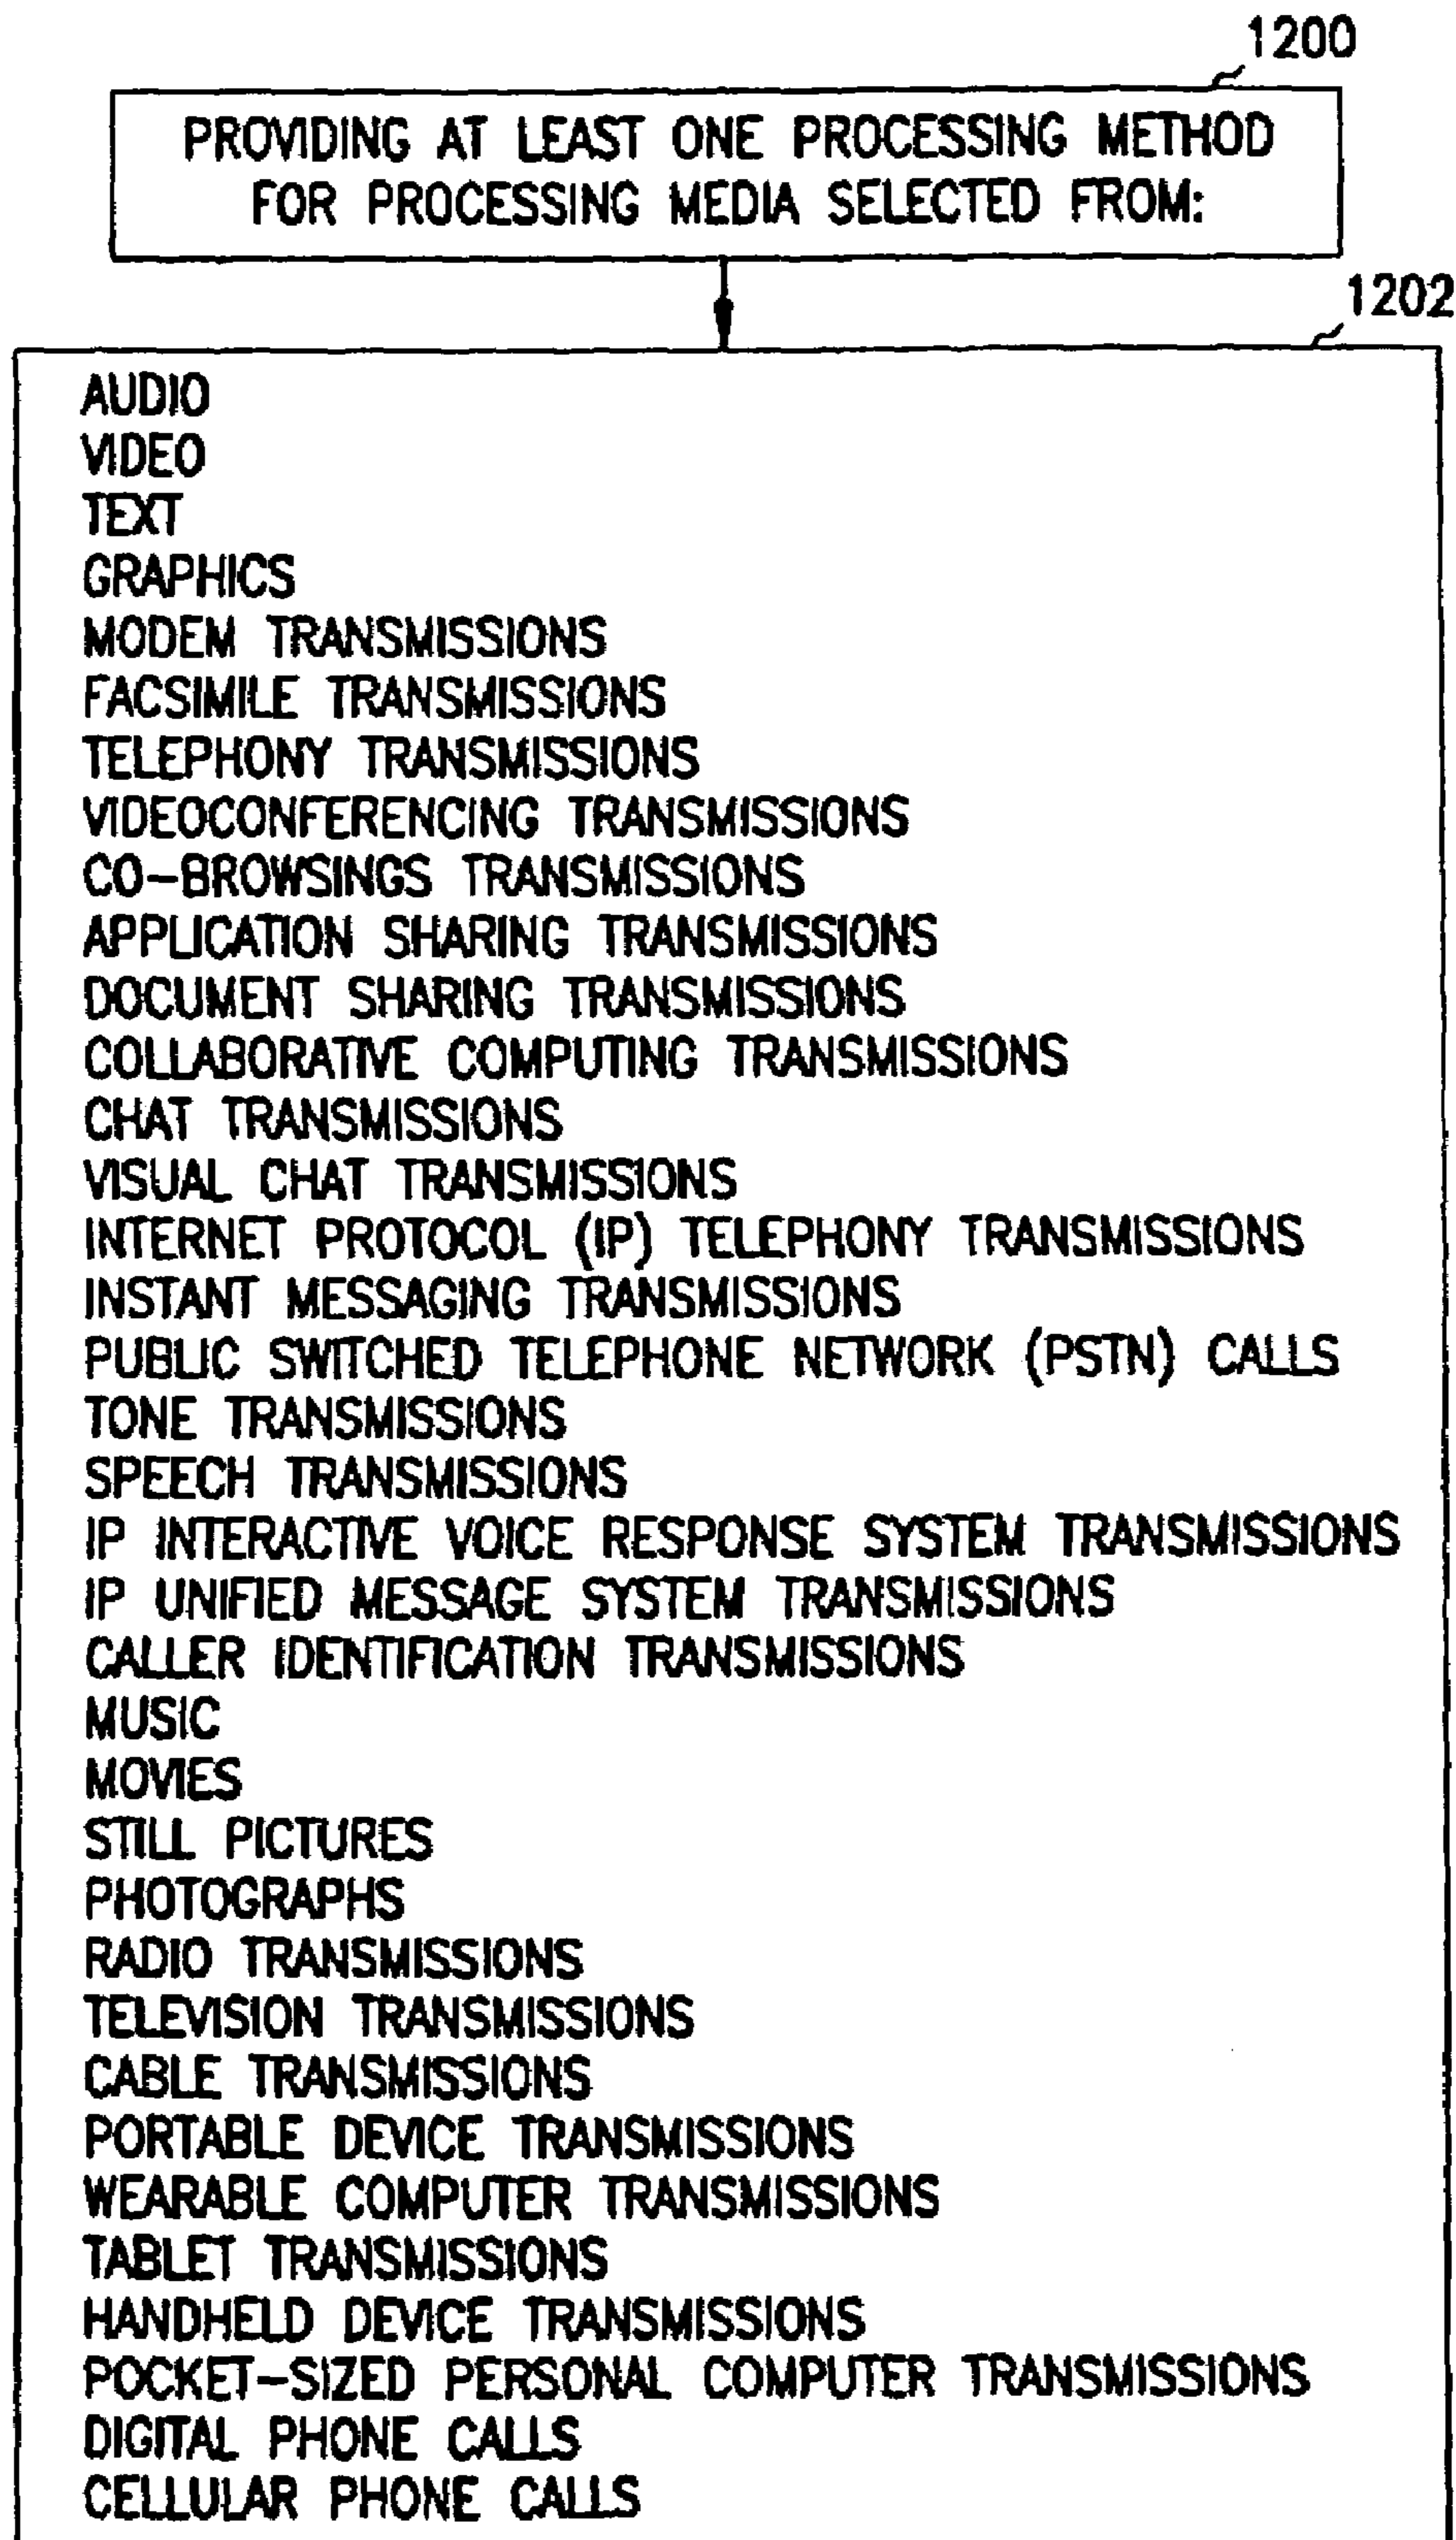 1200
PROVIDING AT LEAST ONE PROCESSING METHOD
FOR PROCESSING MEDIA SELECTED FROM:
1202
AUDIO
VIDEO
TEXT
GRAPHICS
MODEM TRANSMISSIONS
FACSIMILE TRANSMISSIONS
TELEPHONY TRANSMISSIONS
VIDEOCONFERENCING TRANSMISSIONS
CO-BROWSINGS TRANSMISSIONS
APPLICATION SHARING TRANSMISSIONS
DOCUMENT SHARING TRANSMISSIONS
COLLABORATIVE COMPUTING TRANSMISSIONS
CHAT TRANSMISSIONS
VISUAL CHAT TRANSMISSIONS
INTERNET PROTOCOL (IP) TELEPHONY TRANSMISSIONS
INSTANT MESSAGING TRANSMISSIONS
PUBLIC SWITCHED TELEPHONE NETWORK (PSTN) CALLS
TONE TRANSMISSIONS
SPEECH TRANSMISSIONS
IP INTERACTIVE VOICE RESPONSE SYSTEM TRANSMISSIONS
IP UNIFIED MESSAGE SYSTEM TRANSMISSIONS
CALLER IDENTIFICATION TRANSMISSIONS
MUSIC
MOVIES
STILL PICTURES
PHOTOGRAPHS
RADIO TRANSMISSIONS
TELEVISION TRANSMISSIONS
CABLE TRANSMISSIONS
PORTABLE DEVICE TRANSMISSIONS
WEARABLE COMPUTER TRANSMISSIONS
TABLET TRANSMISSIONS
HANDHELD DEVICE TRANSMISSIONS
POCKET-SIZED PERSONAL COMPUTER TRANSMISSIONS
DIGITAL PHONE CALLS
CELLULAR PHONE CALLS